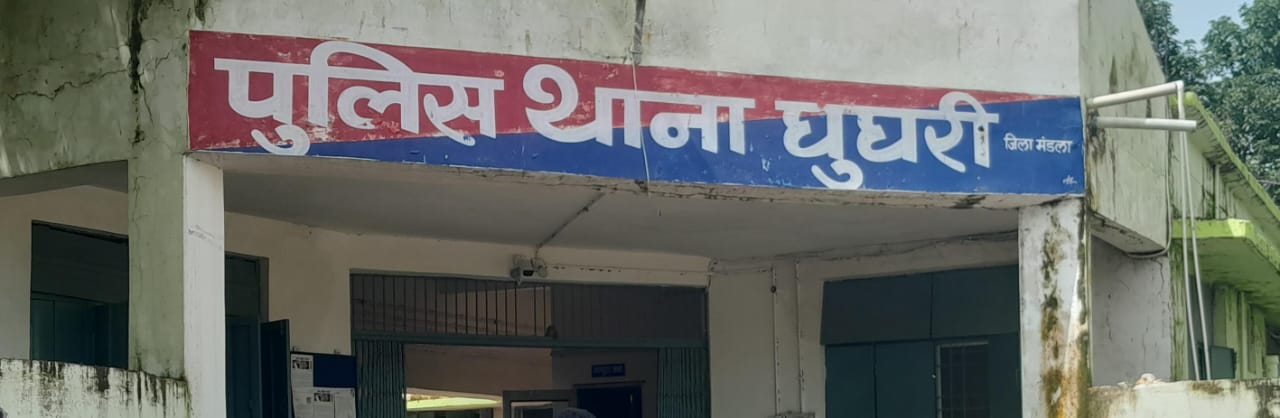 पुलिस थाना घुघरी जिला मंडला